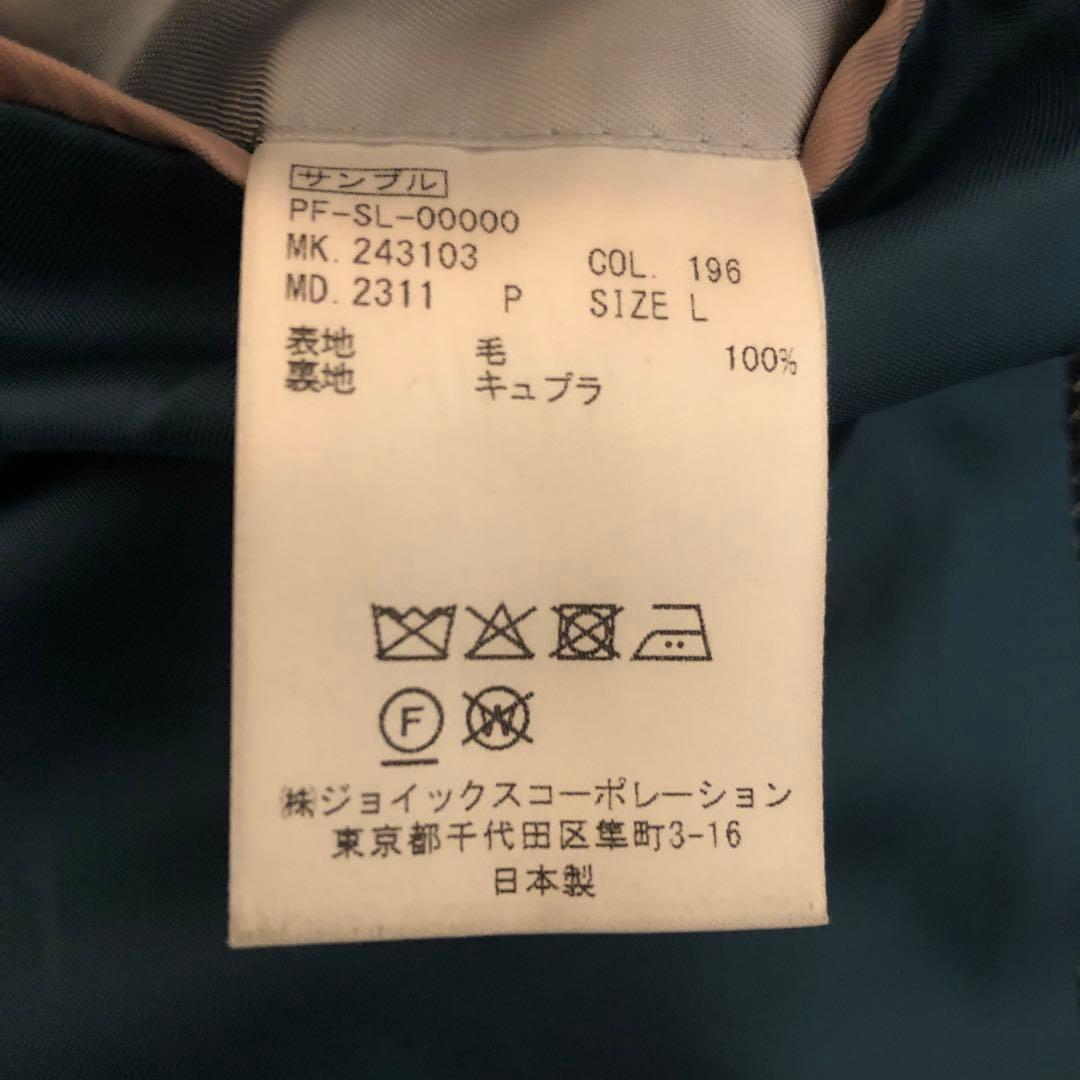 サンプル
PF-SL-00000
MK. 243103 COL. 196
MD. 2311 P SIZE L
表地 毛 100%
裏地 キュプラ
F W
㈱ジョイックスコーポレーション
東京都千代田区隼町3-16
日本製